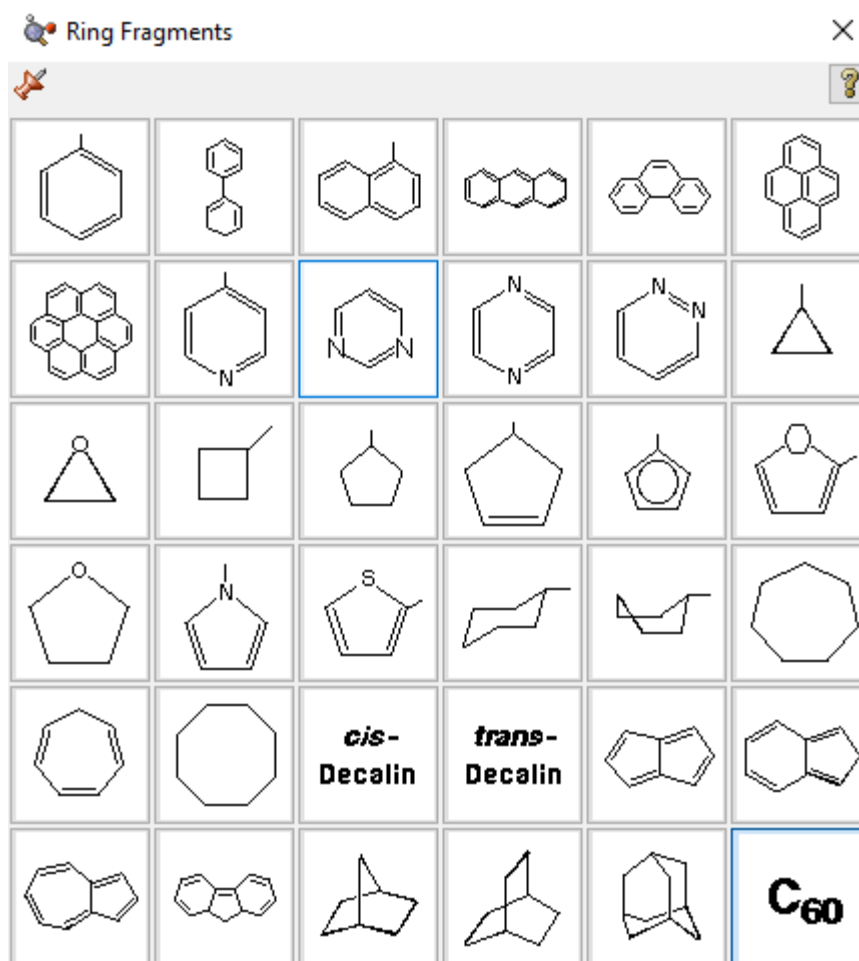 Ring Fragments
?
N
N N
N
N
N
N
O
O
O
N
S
cis-
Decalin
trans-
Decalin
C60